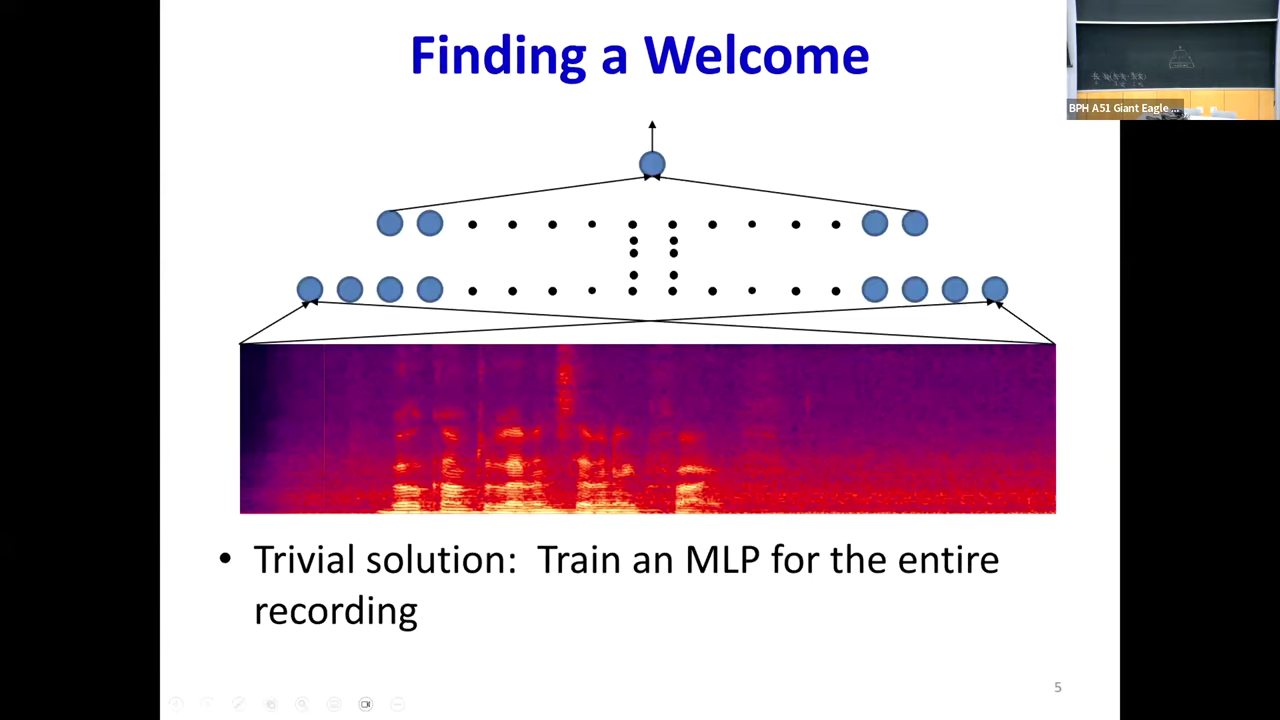 Finding a Welcome
BPH A51 Giant Eagle ...
• Trivial solution: Train an MLP for the entire
recording
5